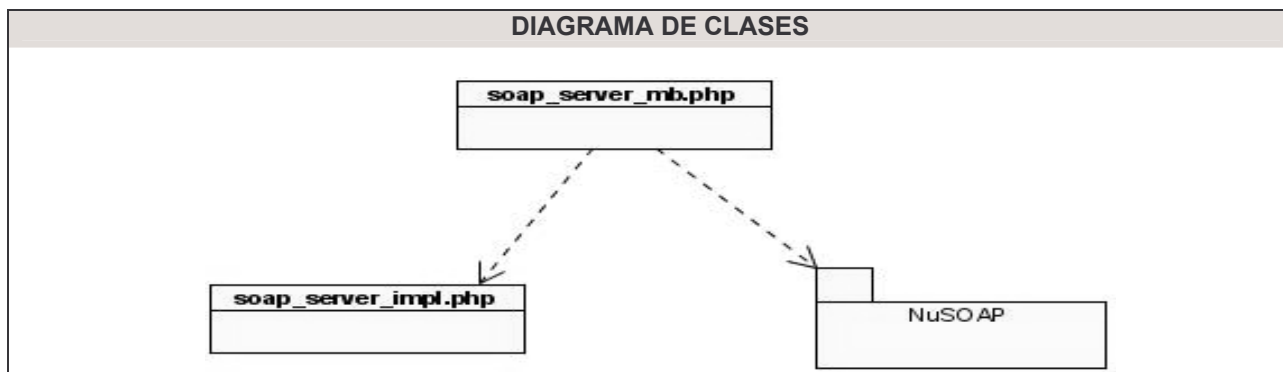 DIAGRAMA DE CLASES
soap_server_mb.php
soap_server_impl.php
NuSOAP